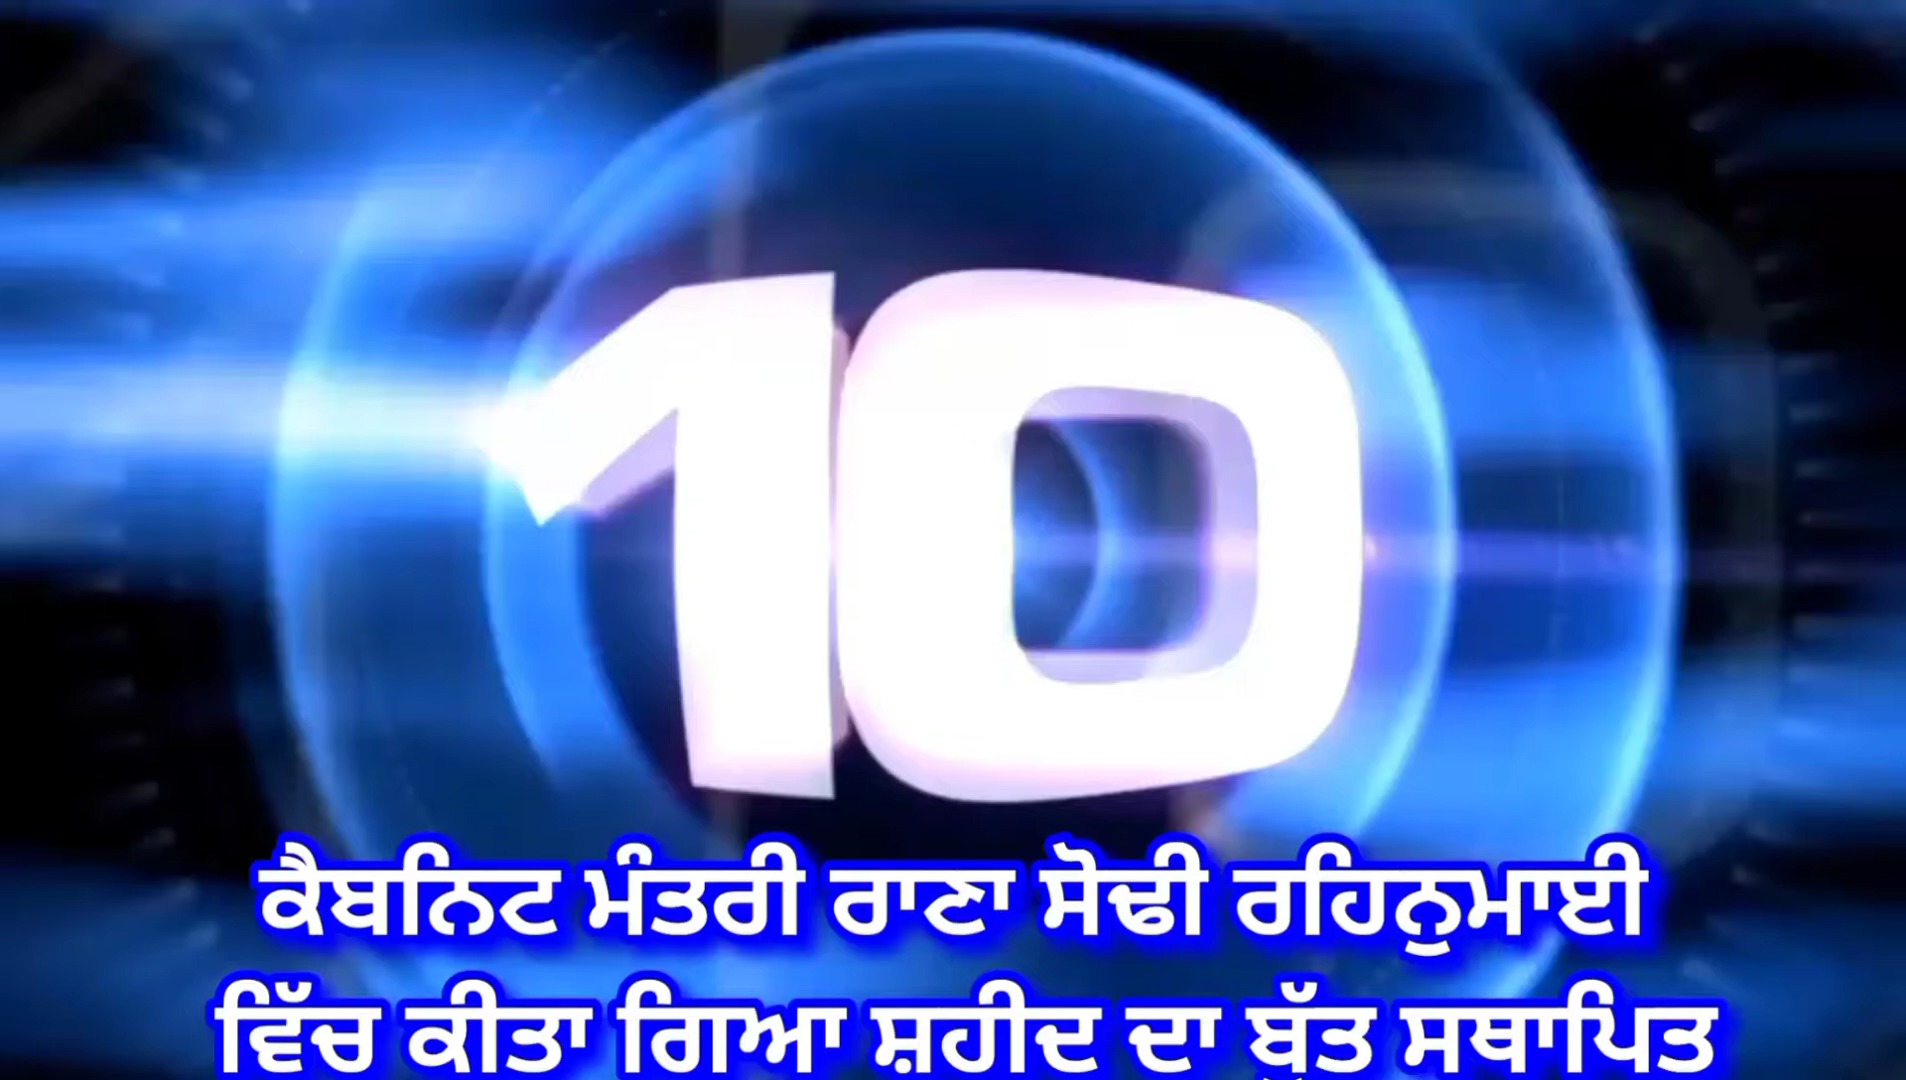 10
ਕੈਬਨਿਟ ਮੰਤਰੀ ਰਾਣਾ ਸੋਢੀ ਰਹਿਨੁਮਾਈ
ਵਿੱਚ ਕੀਤਾ ਗਿਆ ਸ਼ਹੀਦ ਦਾ ਬੁੱਤ ਸਥਾਪਿਤ